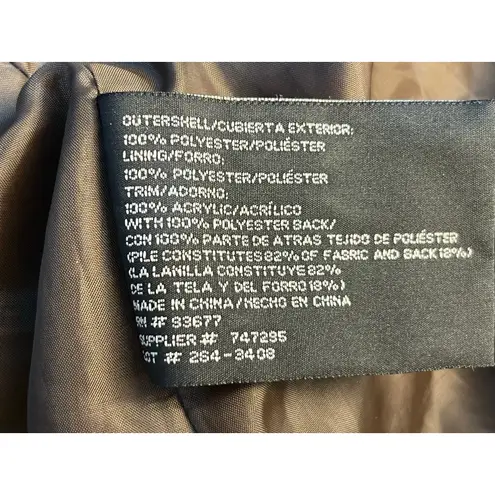 OUTERSHELL/CUBIERTA EXTERIOR:
100% POLYESTER/POLIÉSTER
LINING/FORRO:
100% POLYESTER/POLIÉSTER
TRIM/ADORNO:
100% ACRYLIC/ACRÍLICO
WITH 100% POLYESTER BACK/
CON 100% PARTE DE ATRAS TEJIDO DE POLIÉSTER
(PILE CONSTITUTES 82% OF FABRIC AND BACK 18%)
(LA LANILLA CONSTITUYE 82%
DE LA TELA Y DEL FORRO 18%)
MADE IN CHINA/HECHO EN CHINA
RN # 93677
SUPPLIER# 747295
LOT # 264-3408